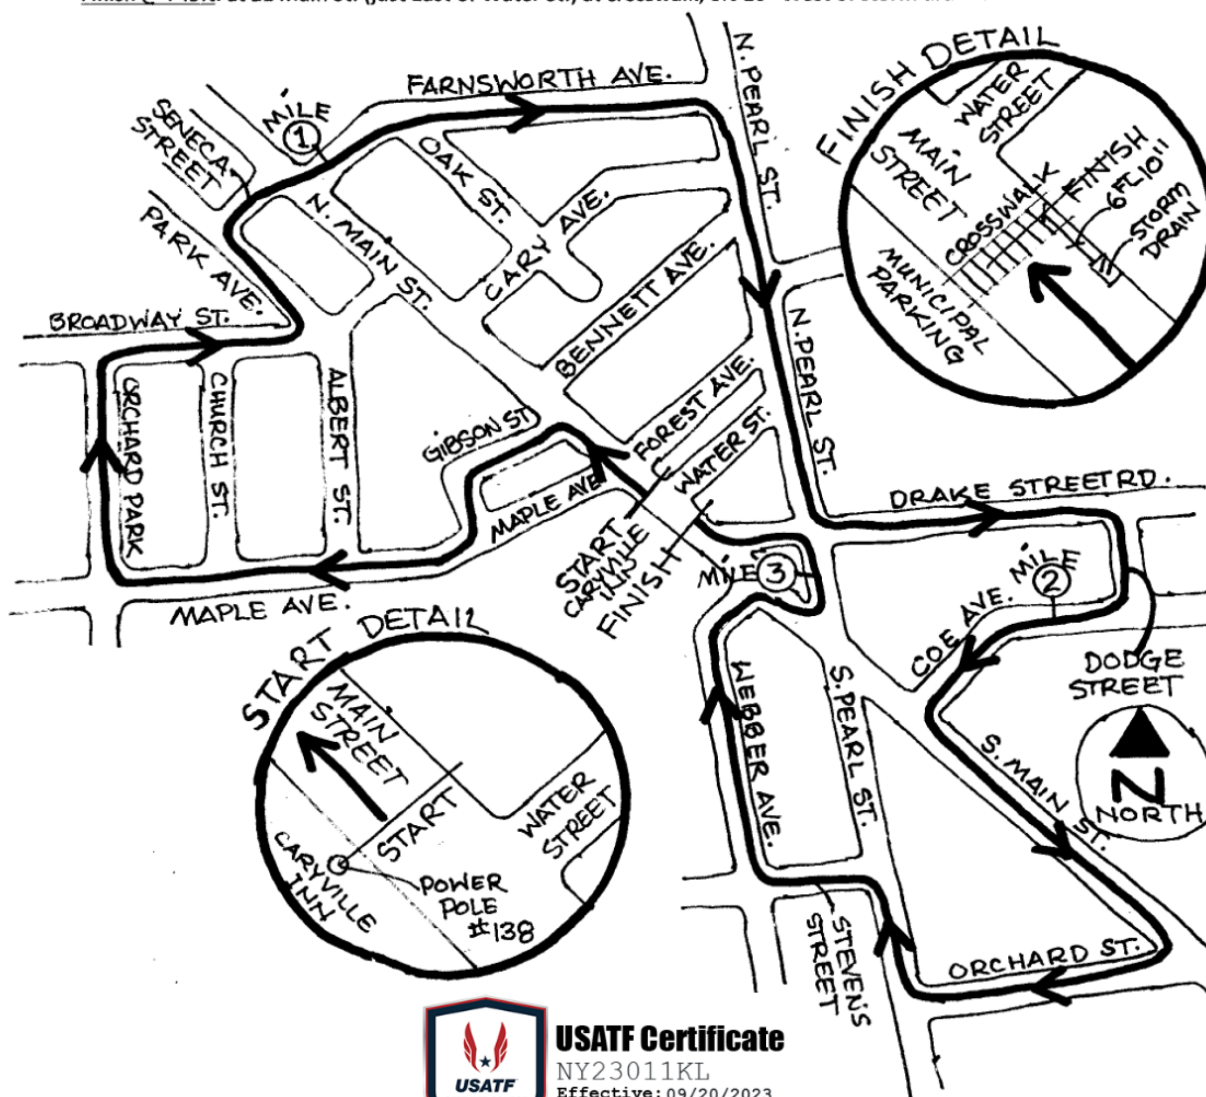 FARNSWORTH AVE.
N. PEARL ST.
FINISH DETAIL
WATER
STREET
MAIN
STREET
CROSSWALK
FINISH
6 FT. 10"
STORM
DRAIN
MUNICIPAL
PARKING
MILE
1
SENECA
STREET
OAK ST.
PARK AVE.
N. MAIN ST.
CARY AVE.
BENNETT AVE.
BROADWAY ST.
ORCHARD PARK
CHURCH ST.
ALBERT ST.
GIBSON ST
FOREST AVE.
WATER ST.
N. PEARL ST.
MAPLE AVE
DRAKE STREET RD.
START
CARYVILLE
INN
FINISH
MILE
3
MILE
2
MAPLE AVE.
COE AVE.
DODGE
STREET
START DETAIL
MAIN
STREET
START
WATER
STREET
CARYVILLE
INN
POWER
POLE
#138
WEBBER AVE.
S. PEARL ST.
S. MAIN ST.
N
NORTH
STEVENS
STREET
ORCHARD ST.
USATF
USATF Certificate
NY23011KL
Effective: 09/20/2023